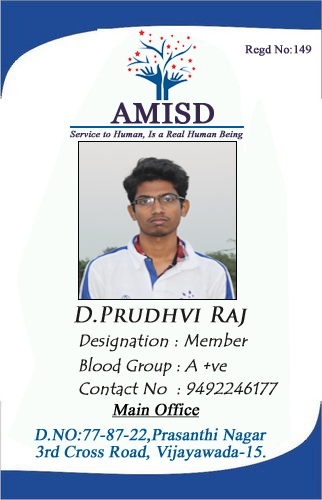 Regd No:149
AMISD
Service to Human, Is a Real Human Being
D.PRUDHVI RAJ
Designation : Member
Blood Group : A +ve
Contact No : 9492246177
Main Office
D.NO:77-87-22,Prasanthi Nagar
3rd Cross Road, Vijayawada-15.